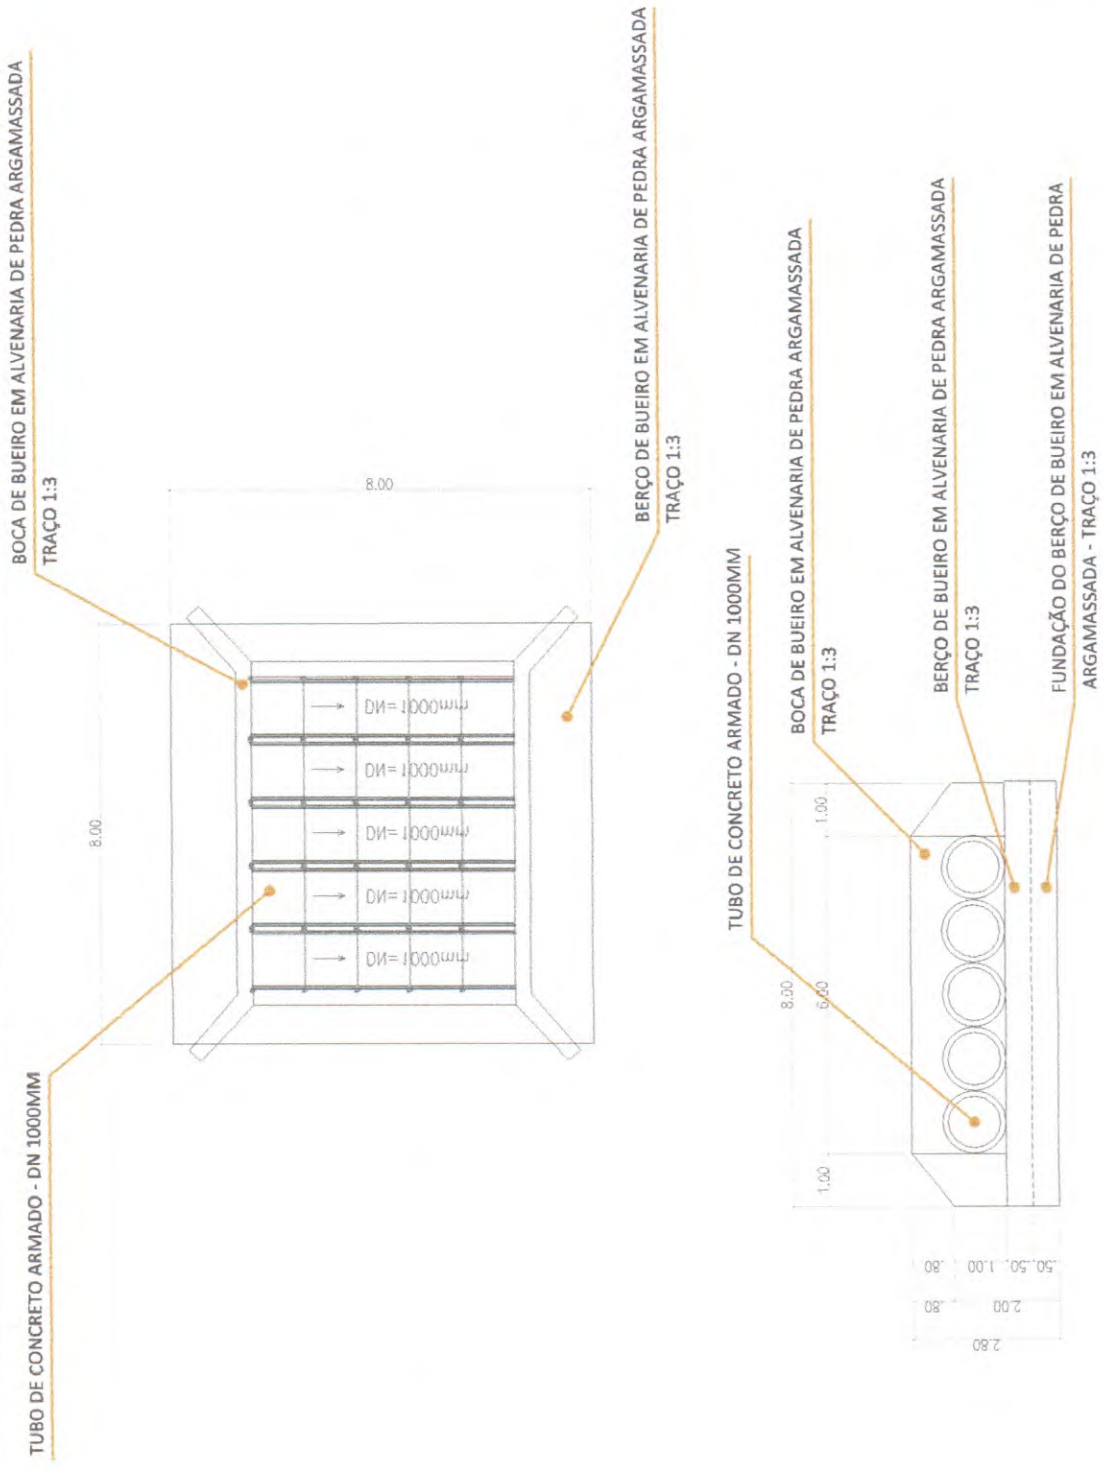 BOCA DE BUEIRO EM ALVENARIA DE PEDRA ARGAMASSADA
TRAÇO 1:3
TUBO DE CONCRETO ARMADO - DN 1000MM
8.00
8.00
DN=1000mm
DN=1000mm
DN=1000mm
DN=1000mm
DN=1000mm
BERÇO DE BUEIRO EM ALVENARIA DE PEDRA ARGAMASSADA
TRAÇO 1:3
TUBO DE CONCRETO ARMADO - DN 1000MM
BOCA DE BUEIRO EM ALVENARIA DE PEDRA ARGAMASSADA
TRAÇO 1:3
BERÇO DE BUEIRO EM ALVENARIA DE PEDRA ARGAMASSADA
TRAÇO 1:3
FUNDAÇÃO DO BERÇO DE BUEIRO EM ALVENARIA DE PEDRA
ARGAMASSADA - TRAÇO 1:3
8.00
1.00
6.00
1.00
.80
1.00
.50
.50
.80
2.00
2.80